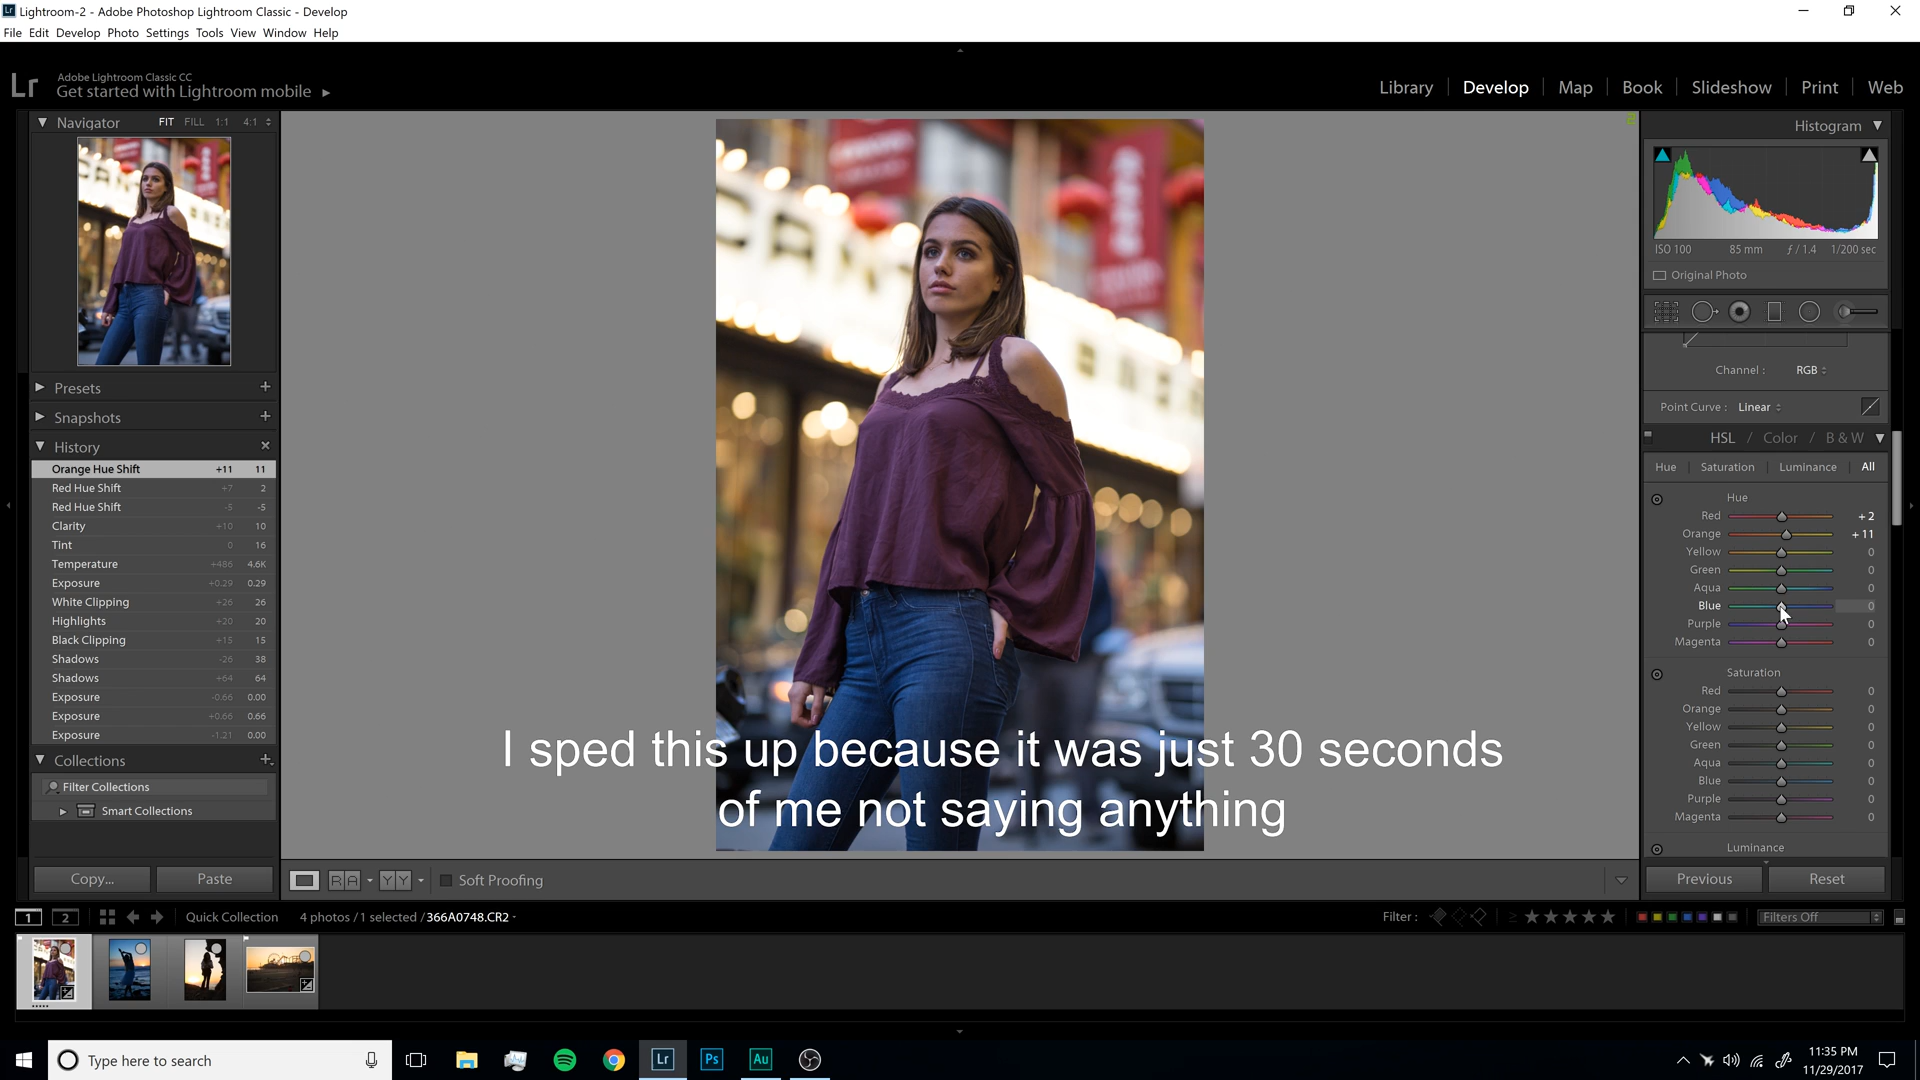 Lightroom-2 - Adobe Photoshop Lightroom Classic - Develop
File Edit Develop Photo Settings Tools View Window Help
Lr
Adobe Lightroom Classic CC
Get started with Lightroom mobile
Library Develop Map Book Slideshow Print Web
Navigator FIT FILL 1:1 4:1
Presets
Snapshots
History
Orange Hue Shift +11 11
Red Hue Shift +7 2
Red Hue Shift -5 -5
Clarity +10 10
Tint 0 16
Temperature +486 4.6K
Exposure +0.29 0.29
White Clipping +26 26
Highlights +20 20
Black Clipping +15 15
Shadows -26 38
Shadows +64 64
Exposure -0.66 0.00
Exposure +0.66 0.66
Exposure -1.21 0.00
Collections
Filter Collections
Smart Collections
Copy... Paste
I sped this up because it was just 30 seconds
of me not saying anything
Soft Proofing
Histogram
ISO 100 85 mm ƒ / 1.4 1/200 sec
Original Photo
Channel : RGB
Point Curve : Linear
HSL / Color / B & W
Hue Saturation Luminance All
Hue
Red +2
Orange +11
Yellow 0
Green 0
Aqua 0
Blue 0
Purple 0
Magenta 0
Saturation
Red 0
Orange 0
Yellow 0
Green 0
Aqua 0
Blue 0
Purple 0
Magenta 0
Luminance
Previous Reset
1 2 Quick Collection 4 photos / 1 selected / 366A0748.CR2
Filter : Filters Off
Type here to search
Lr Ps Au
11:35 PM
11/29/2017